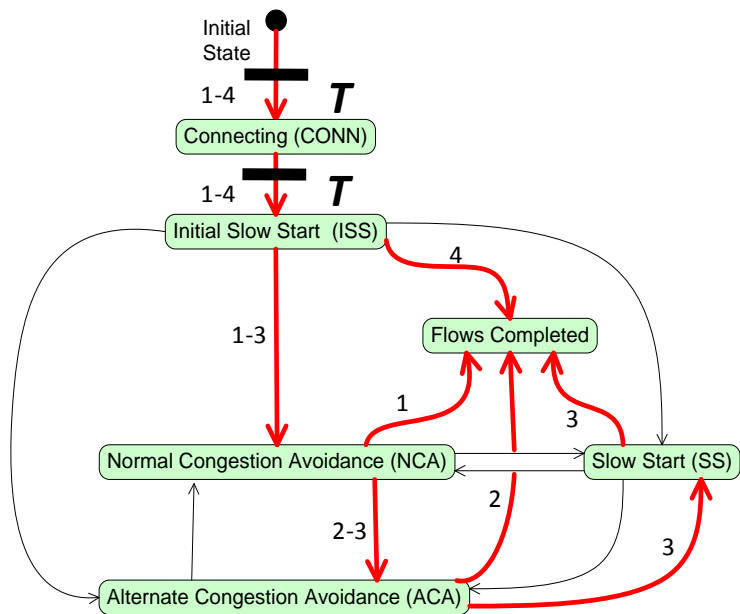 Initial
State
1-4
T
Connecting (CONN)
1-4
T
Initial Slow Start (ISS)
4
Flows Completed
1-3
1
3
Normal Congestion Avoidance (NCA)
Slow Start (SS)
2-3
2
3
Alternate Congestion Avoidance (ACA)